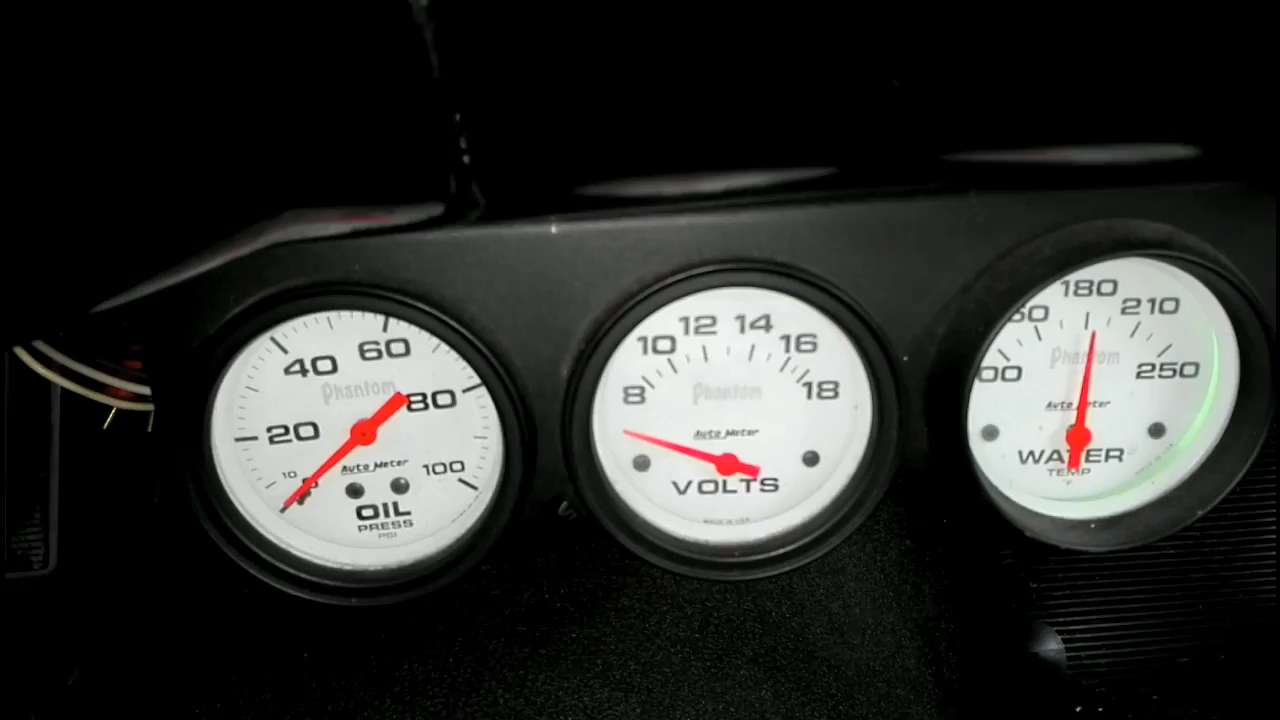 20 40 60 80 100
10
Phantom
Auto Meter
OIL
PRESS
PSI
8 10 12 14 16 18
Phantom
Auto Meter
VOLTS
MADE IN USA
180 210 250
Phantom
Auto Meter
WATER
TEMP
°F